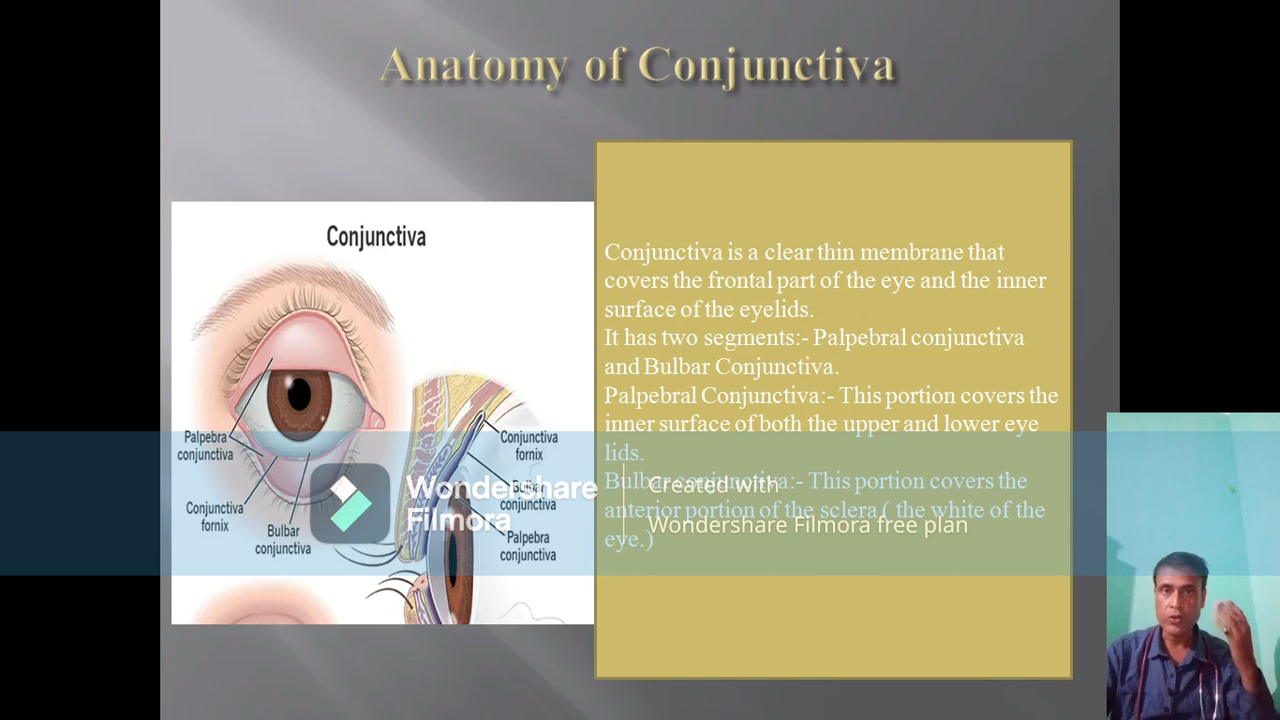 Anatomy of Conjunctiva
Conjunctiva
Palpebra
conjunctiva
Conjunctiva
fornix
Bulbar
conjunctiva
Conjunctiva
fornix
Bulbar
conjunctiva
Palpebra
conjunctiva
Conjunctiva is a clear thin membrane that
covers the frontal part of the eye and the inner
surface of the eyelids.
It has two segments:- Palpebral conjunctiva
and Bulbar Conjunctiva.
Palpebral Conjunctiva:- This portion covers the
inner surface of both the upper and lower eye
lids.
Bulbar conjunctiva:- This portion covers the
anterior portion of the sclera ( the white of the
eye.)
Wondershare
Filmora
Created with
Wondershare Filmora free plan